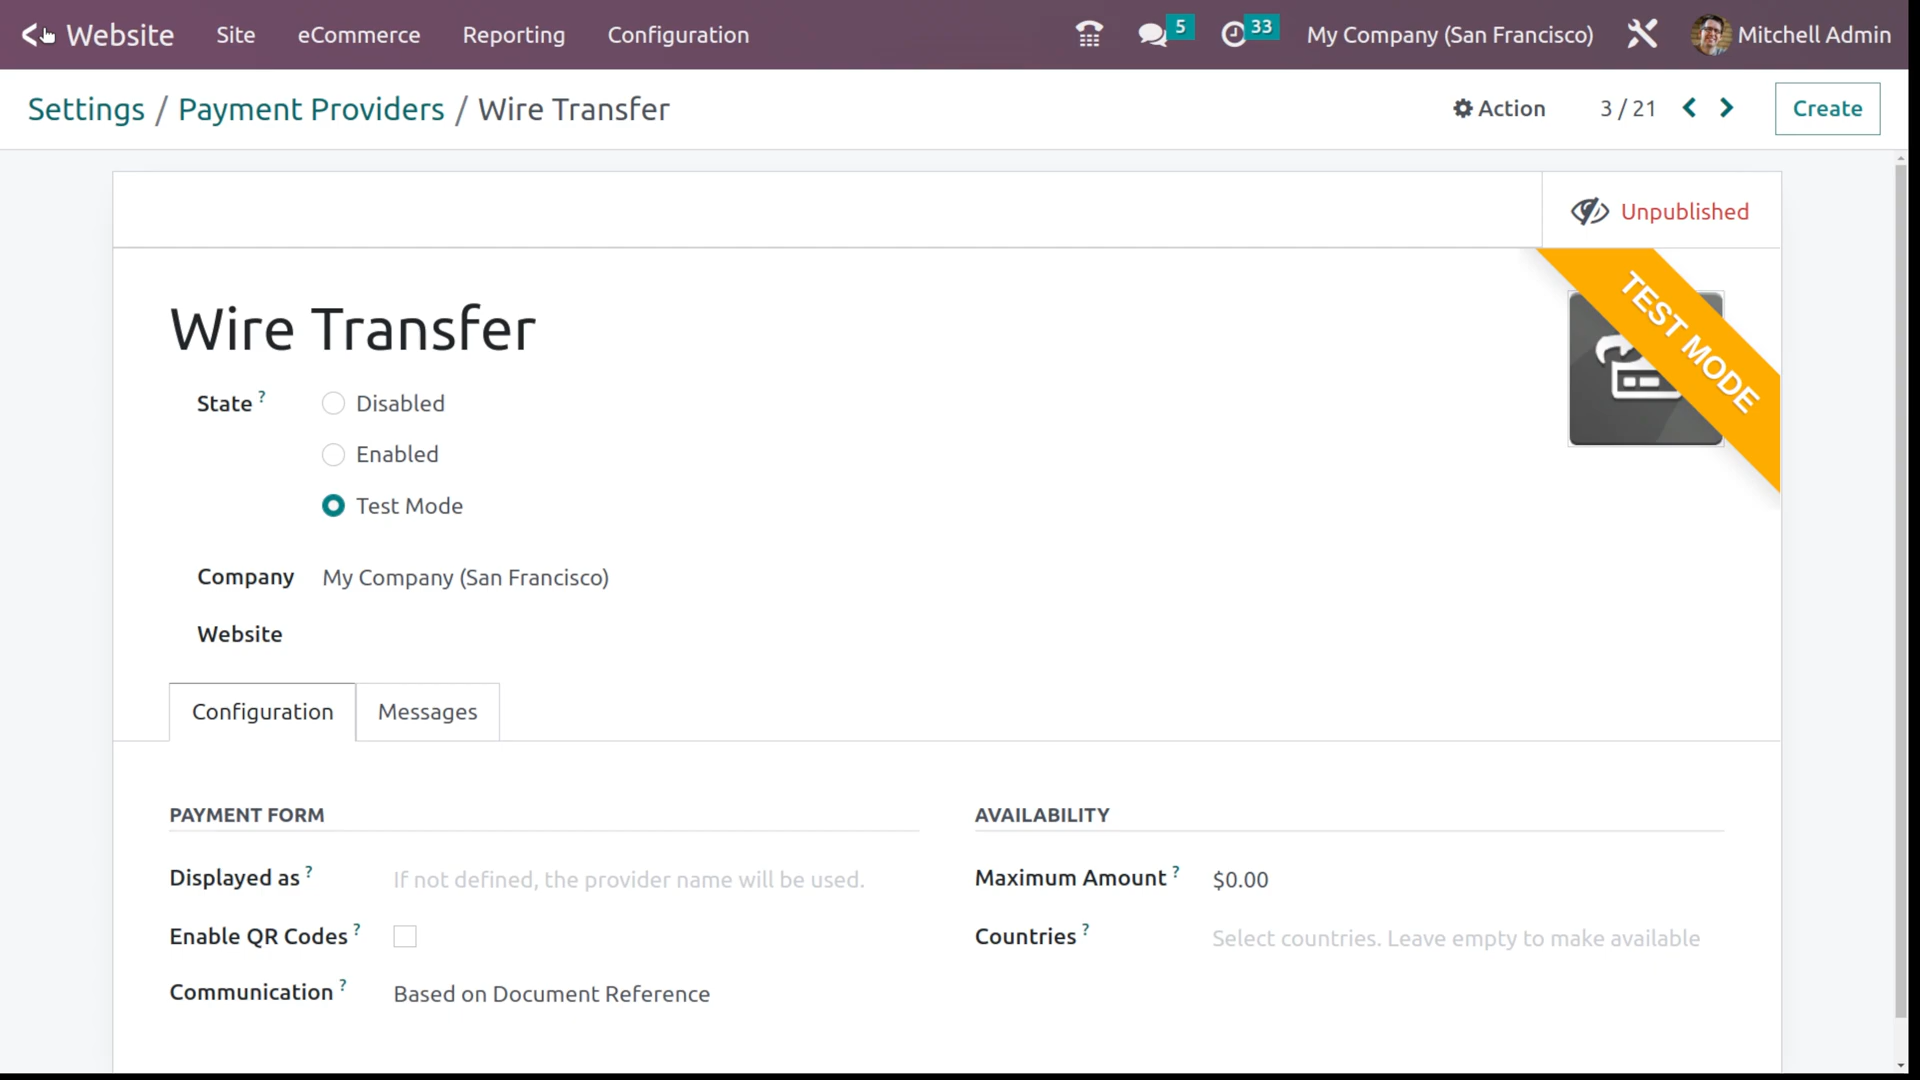 Website Site eCommerce Reporting Configuration 5 33 My Company (San Francisco) Mitchell Admin
Settings / Payment Providers / Wire Transfer Action 3 / 21 Create
Unpublished
TEST MODE
Wire Transfer
State ? Disabled
Enabled
Test Mode
Company My Company (San Francisco)
Website
Configuration Messages
PAYMENT FORM AVAILABILITY
Displayed as ? If not defined, the provider name will be used. Maximum Amount ? $0.00
Enable QR Codes ? Countries ? Select countries. Leave empty to make available
Communication ? Based on Document Reference